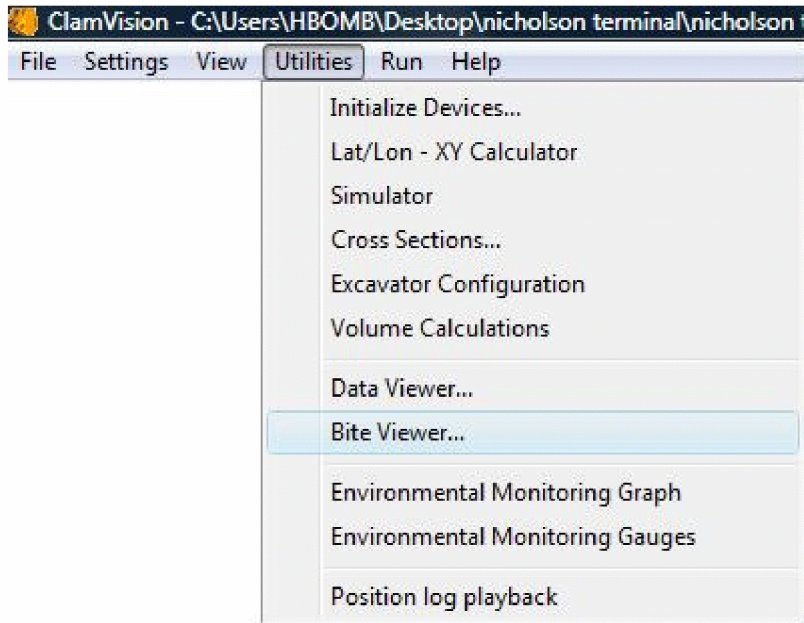 ClamVision - C:\Users\HBOMB\Desktop\nicholson terminal\nicholson
File Settings View Utilities Run Help
Initialize Devices...
Lat/Lon - XY Calculator
Simulator
Cross Sections...
Excavator Configuration
Volume Calculations
Data Viewer...
Bite Viewer...
Environmental Monitoring Graph
Environmental Monitoring Gauges
Position log playback